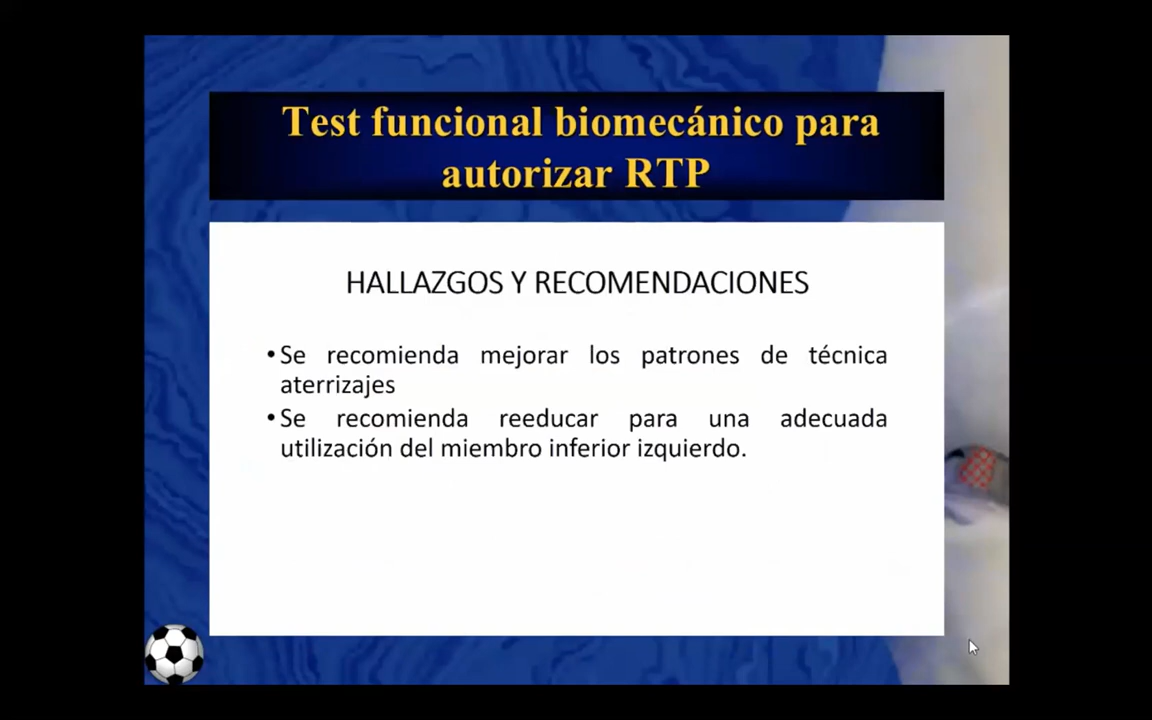 Test funcional biomecánico para
autorizar RTP
HALLAZGOS Y RECOMENDACIONES
•Se recomienda mejorar los patrones de técnica
aterrizajes
•Se recomienda reeducar para una adecuada
utilización del miembro inferior izquierdo.